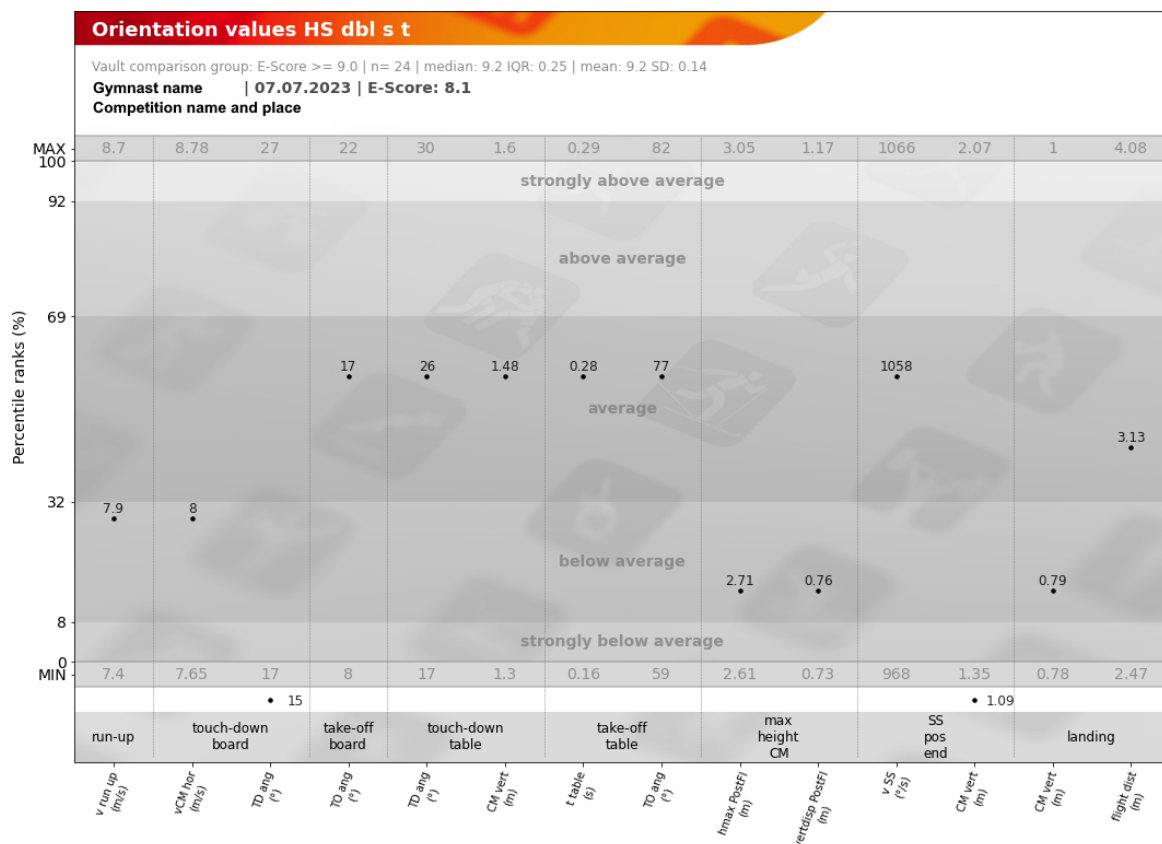 Orientation values HS dbl s t
Vault comparison group: E-Score >= 9.0 | n= 24 | median: 9.2 IQR: 0.25 | mean: 9.2 SD: 0.14
Gymnast name | 07.07.2023 | E-Score: 8.1
Competition name and place
MAX 8.7 8.78 27 22 30 1.6 0.29 82 3.05 1.17 1066 2.07 1 4.08
100
strongly above average
92
above average
69
17 26 1.48 0.28 77 1058
average
3.13
32
7.9 8
below average
2.71 0.76 0.79
8
strongly below average
0
MIN 7.4 7.65 17 8 17 1.3 0.16 59 2.61 0.73 968 1.35 0.78 2.47
15 1.09
Percentile ranks (%)
run-up
touch-down
board
take-off
board
touch-down
table
take-off
table
max
height
CM
SS
pos
end
landing
v run up
(m/s)
vCM hor
(m/s)
TD ang
(°)
TO ang
(°)
TD ang
(°)
CM vert
(m)
t table
(s)
TO ang
(°)
hmax PostFl
(m)
vertdisp PostFl
(m)
v SS
(°/s)
CM vert
(m)
CM vert
(m)
flight dist
(m)